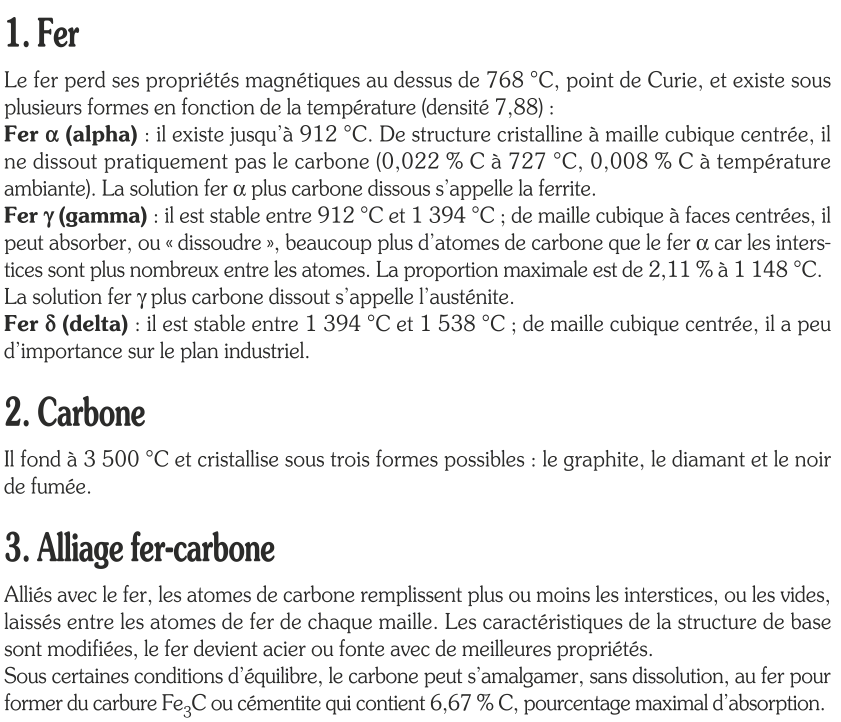 1. Fer
Le fer perd ses propriétés magnétiques au dessus de 768 °C, point de Curie, et existe sous
plusieurs formes en fonction de la température (densité 7,88) :
Fer α (alpha) : il existe jusqu'à 912 °C. De structure cristalline à maille cubique centrée, il
ne dissout pratiquement pas le carbone (0,022 % C à 727 °C, 0,008 % C à température
ambiante). La solution fer α plus carbone dissous s'appelle la ferrite.
Fer γ (gamma) : il est stable entre 912 °C et 1 394 °C ; de maille cubique à faces centrées, il
peut absorber, ou « dissoudre », beaucoup plus d'atomes de carbone que le fer α car les inters-
tices sont plus nombreux entre les atomes. La proportion maximale est de 2,11 % à 1 148 °C.
La solution fer γ plus carbone dissout s'appelle l'austénite.
Fer δ (delta) : il est stable entre 1 394 °C et 1 538 °C ; de maille cubique centrée, il a peu
d'importance sur le plan industriel.
2. Carbone
Il fond à 3 500 °C et cristallise sous trois formes possibles : le graphite, le diamant et le noir
de fumée.
3. Alliage fer-carbone
Alliés avec le fer, les atomes de carbone remplissent plus ou moins les interstices, ou les vides,
laissés entre les atomes de fer de chaque maille. Les caractéristiques de la structure de base
sont modifiées, le fer devient acier ou fonte avec de meilleures propriétés.
Sous certaines conditions d'équilibre, le carbone peut s'amalgamer, sans dissolution, au fer pour
former du carbure Fe₃C ou cémentite qui contient 6,67 % C, pourcentage maximal d'absorption.